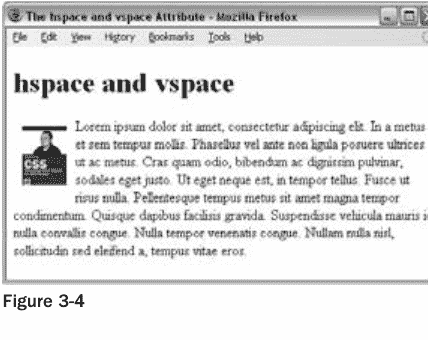 The hspace and vspace Attribute - Mozilla Firefox
File Edit View History Bookmarks Tools Help
hspace and vspace
Lorem ipsum dolor sit amet, consectetur adipiscing elit. In a metus
et sem tempus mollis. Phasellus vel ante non ligula posuere ultrices
ut ac metus. Cras quam odio, bibendum ac dignissim pulvinar,
sodales eget justo. Ut eget neque est, in tempor tellus. Fusce ut
risus nulla. Pellentesque tempus metus sit amet magna tempor
condimentum. Quisque dapibus facilisis gravida. Suspendisse vehicula mauris i
nulla convallis congue. Nulla tempor venenatis congue. Nullam nulla nisl,
sollicitudin sed eleifend a, tempus vitae eros.
CSS
Figure 3-4